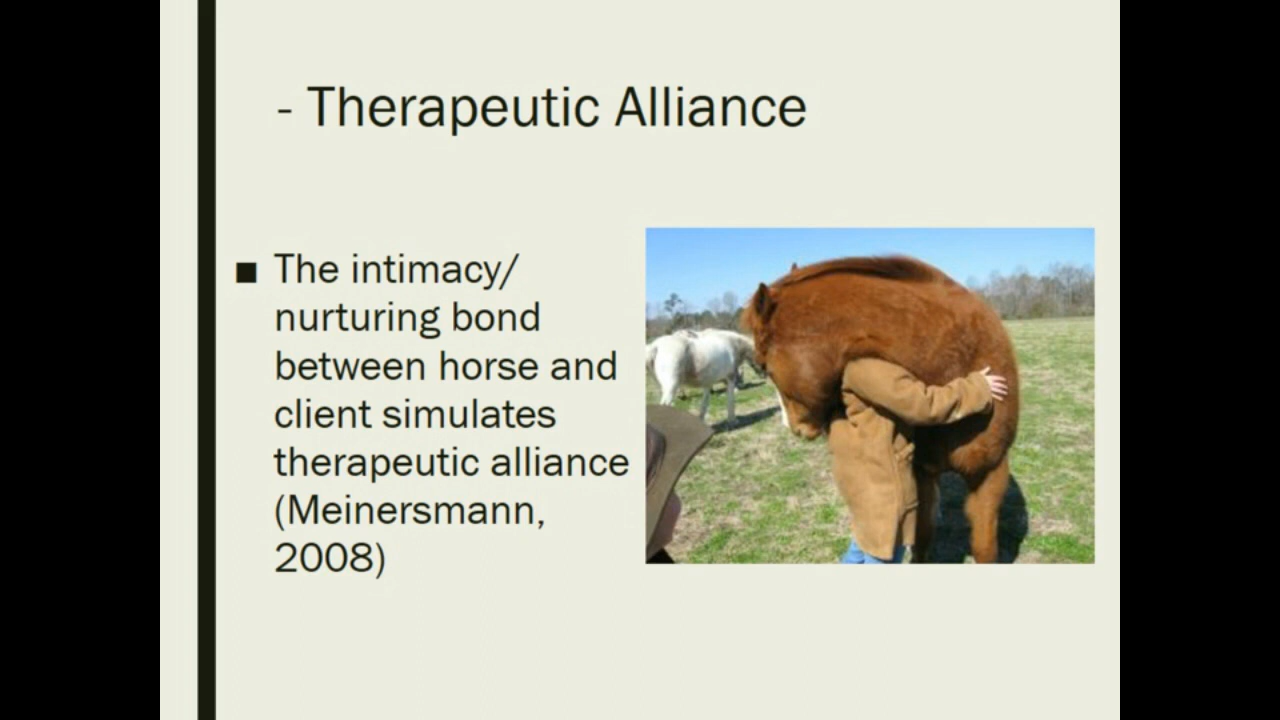 - Therapeutic Alliance
■ The intimacy/
nurturing bond
between horse and
client simulates
therapeutic alliance
(Meinersmann,
2008)